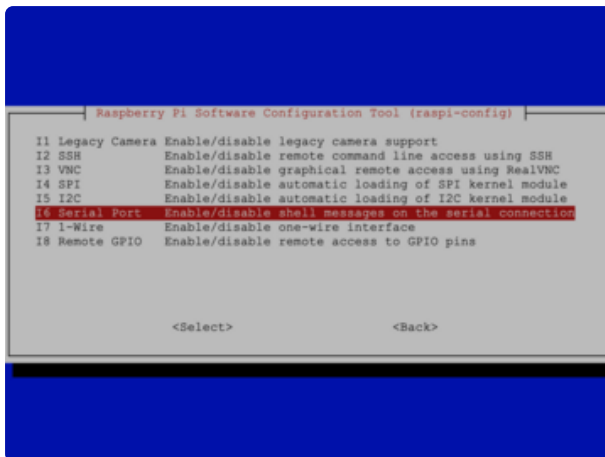 Raspberry Pi Software Configuration Tool (raspi-config)
I1 Legacy Camera Enable/disable legacy camera support
I2 SSH Enable/disable remote command line access using SSH
I3 VNC Enable/disable graphical remote access using RealVNC
I4 SPI Enable/disable automatic loading of SPI kernel module
I5 I2C Enable/disable automatic loading of I2C kernel module
I6 Serial Port Enable/disable shell messages on the serial connection
I7 1-Wire Enable/disable one-wire interface
I8 Remote GPIO Enable/disable remote access to GPIO pins
<Select> <Back>